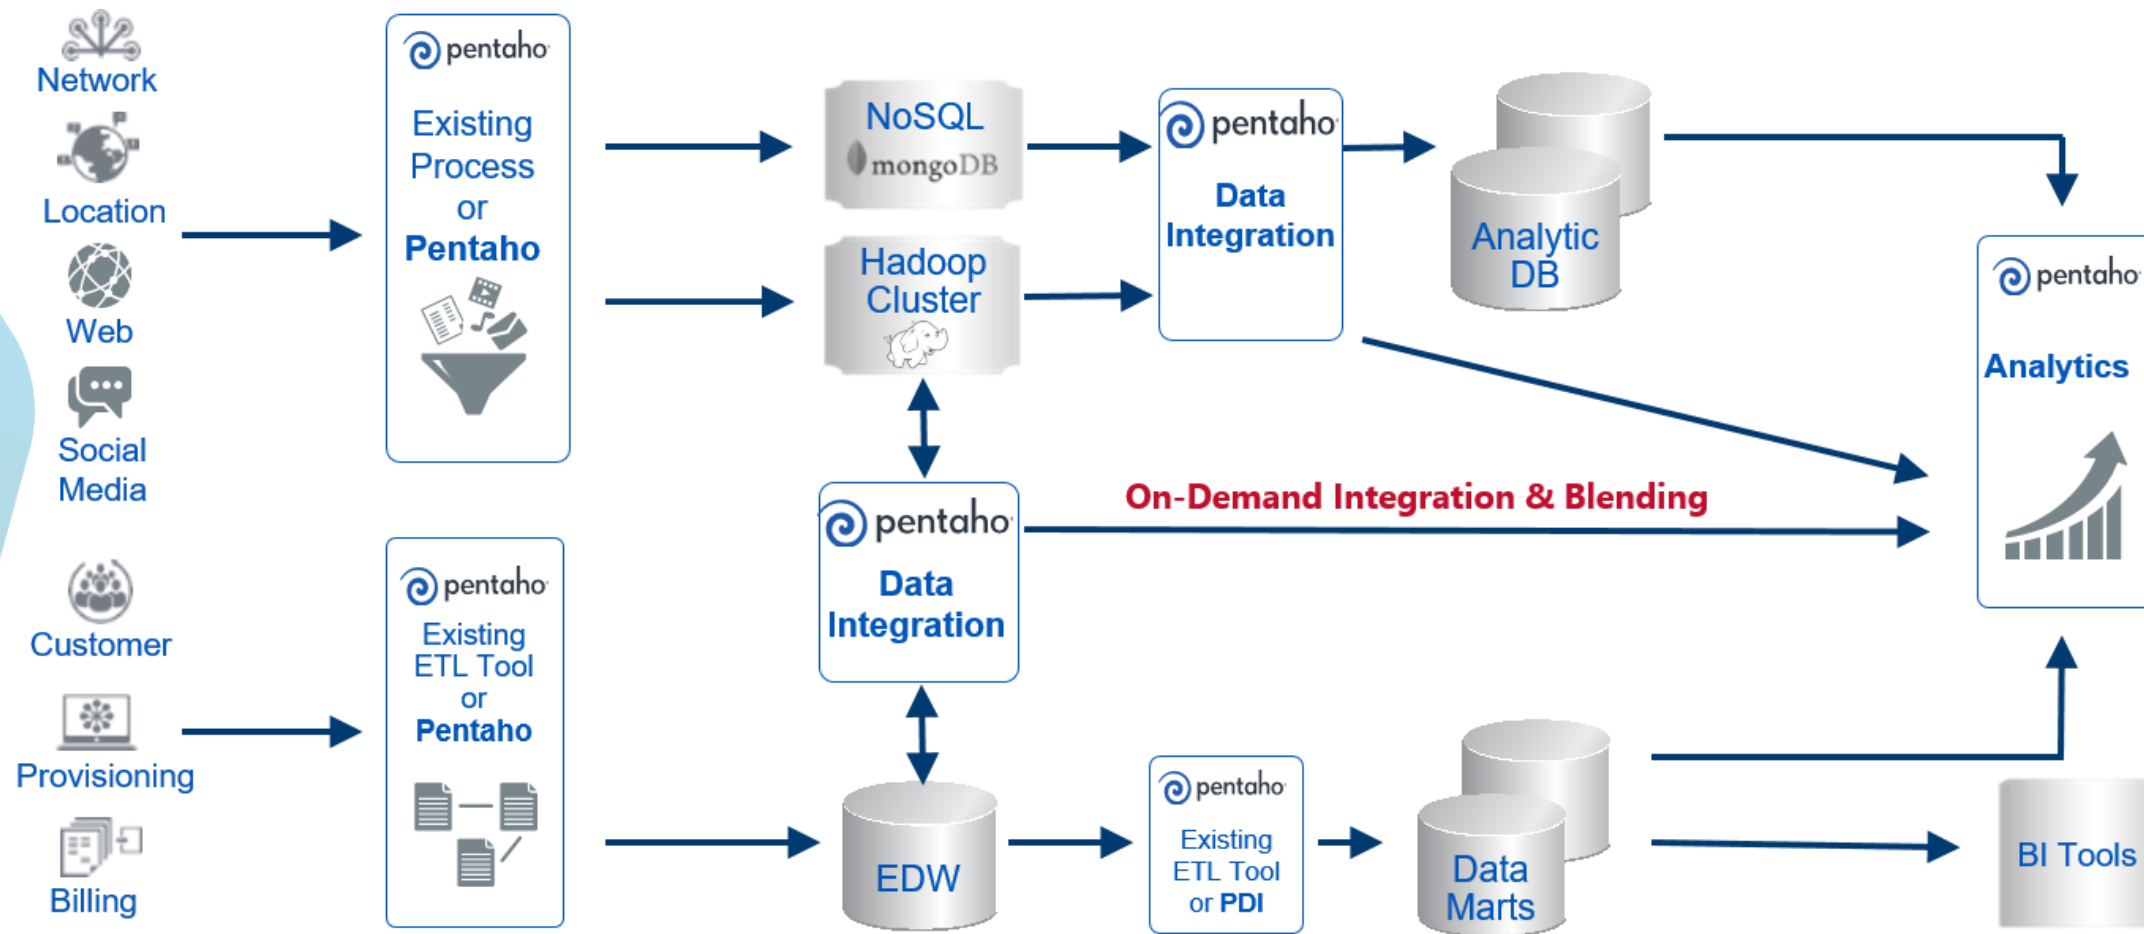 Network
Location
Web
Social
Media
Customer
Provisioning
Billing
pentaho
Existing
Process
or
Pentaho
pentaho
Existing
ETL Tool
or
Pentaho
NoSQL
mongoDB
Hadoop
Cluster
pentaho
Data
Integration
EDW
pentaho
Data
Integration
On-Demand Integration & Blending
pentaho
Existing
ETL Tool
or PDI
Analytic
DB
Data
Marts
pentaho
Analytics
BI Tools